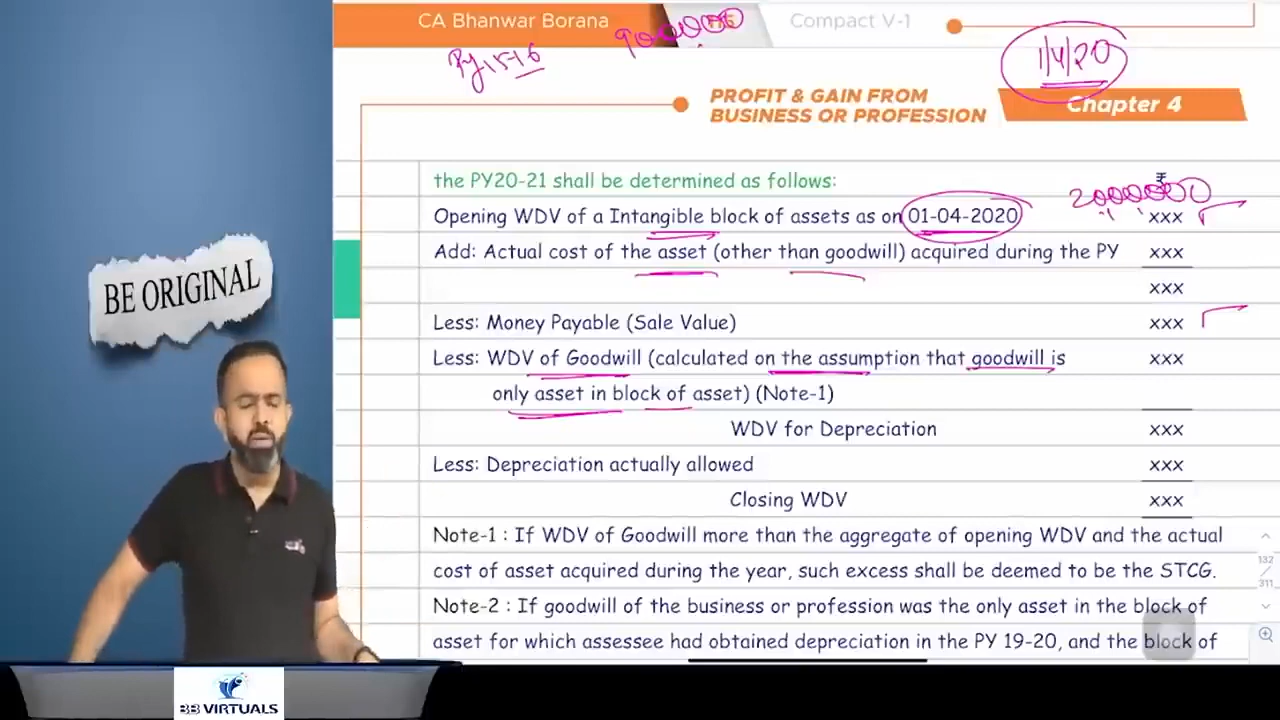 CA Bhanwar Borana
Compact V-1
PY 15-16
900000
1/4/20
PROFIT & GAIN FROM
BUSINESS OR PROFESSION
Chapter 4
the PY20-21 shall be determined as follows:
₹
2000000
Opening WDV of a Intangible block of assets as on 01-04-2020 xxx
Add: Actual cost of the asset (other than goodwill) acquired during the PY xxx
xxx
Less: Money Payable (Sale Value) xxx
Less: WDV of Goodwill (calculated on the assumption that goodwill is xxx
only asset in block of asset) (Note-1)
WDV for Depreciation xxx
Less: Depreciation actually allowed xxx
Closing WDV xxx
Note-1 : If WDV of Goodwill more than the aggregate of opening WDV and the actual
cost of asset acquired during the year, such excess shall be deemed to be the STCG.
Note-2 : If goodwill of the business or profession was the only asset in the block of
asset for which assessee had obtained depreciation in the PY 19-20, and the block of
132
311
BE ORIGINAL
BB VIRTUALS